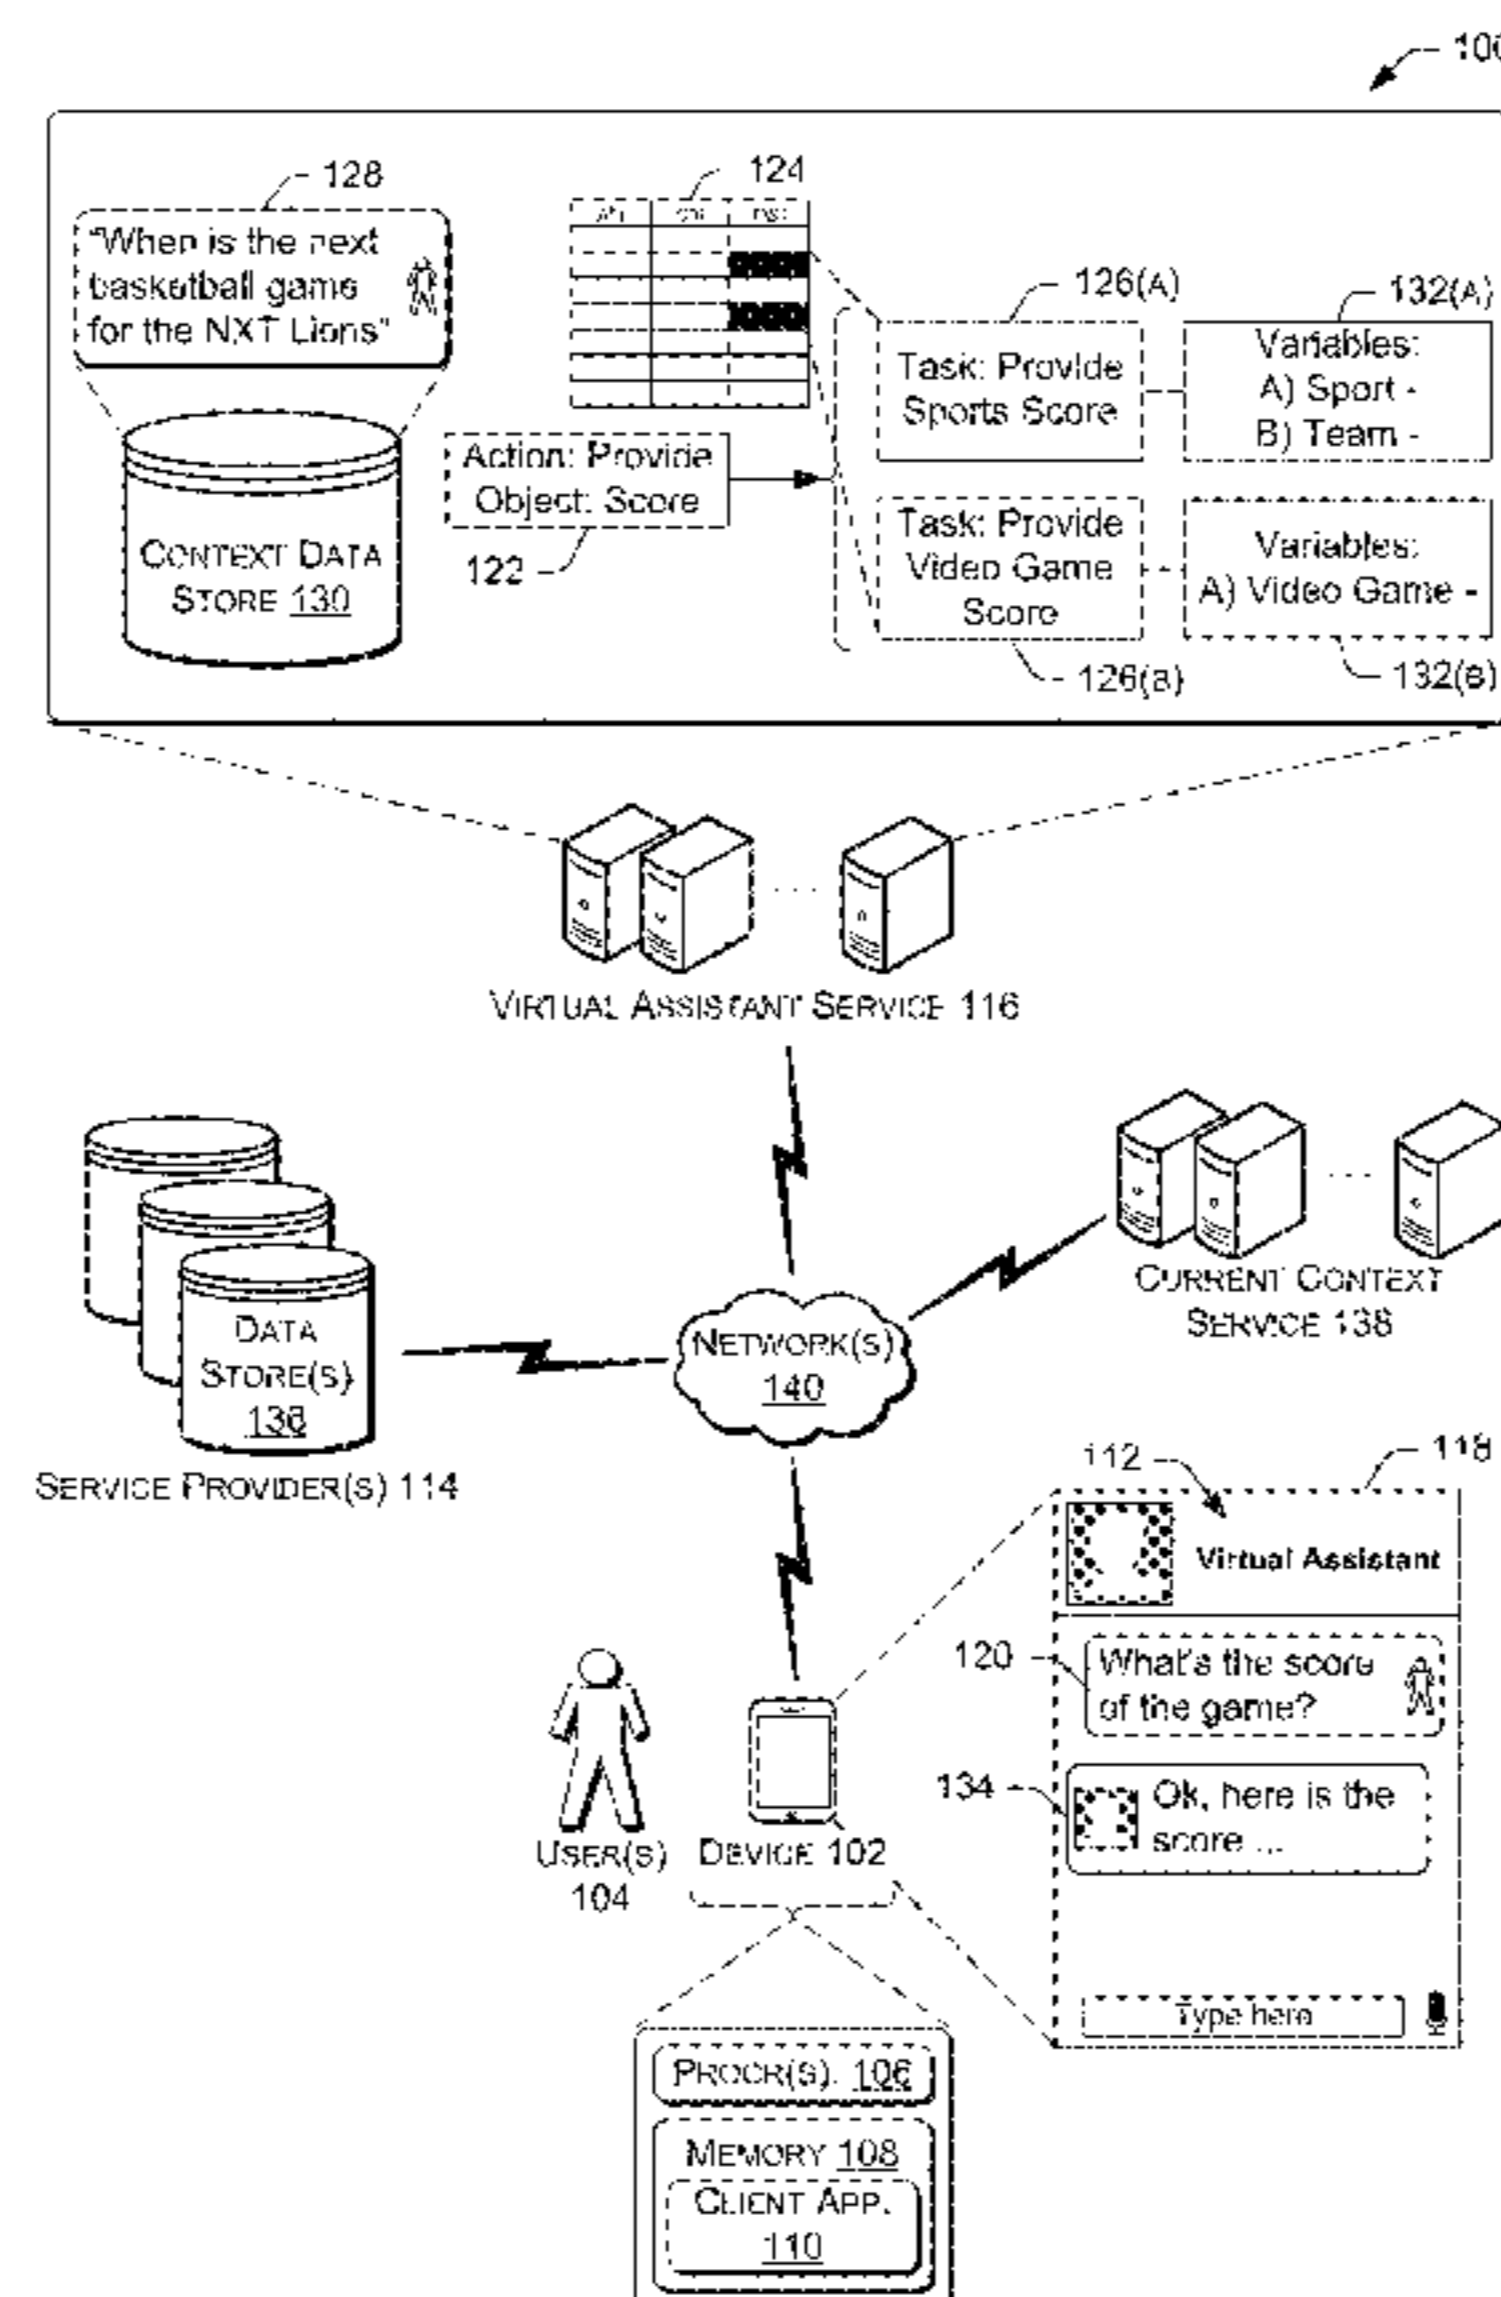 128
124
"When is the next
basketball game
for the NXT Lions"
126(A)
132(A)
Task: Provide
Sports Score
Variables:
A) Sport -
B) Team -
Action: Provide
Object: Score
122
CONTEXT DATA
STORE 130
Task: Provide
Video Game
Score
Variables:
A) Video Game -
126(B)
132(B)
VIRTUAL ASSISTANT SERVICE 116
CURRENT CONTEXT
SERVICE 138
DATA
STORE(S)
136
SERVICE PROVIDER(S) 114
NETWORK(S)
140
112
118
Virtual Assistant
120
What's the score
of the game?
134
Ok, here is the
score ...
Type here
USER(S)
104
DEVICE 102
PROCR(S). 106
MEMORY 108
CLIENT APP.
110